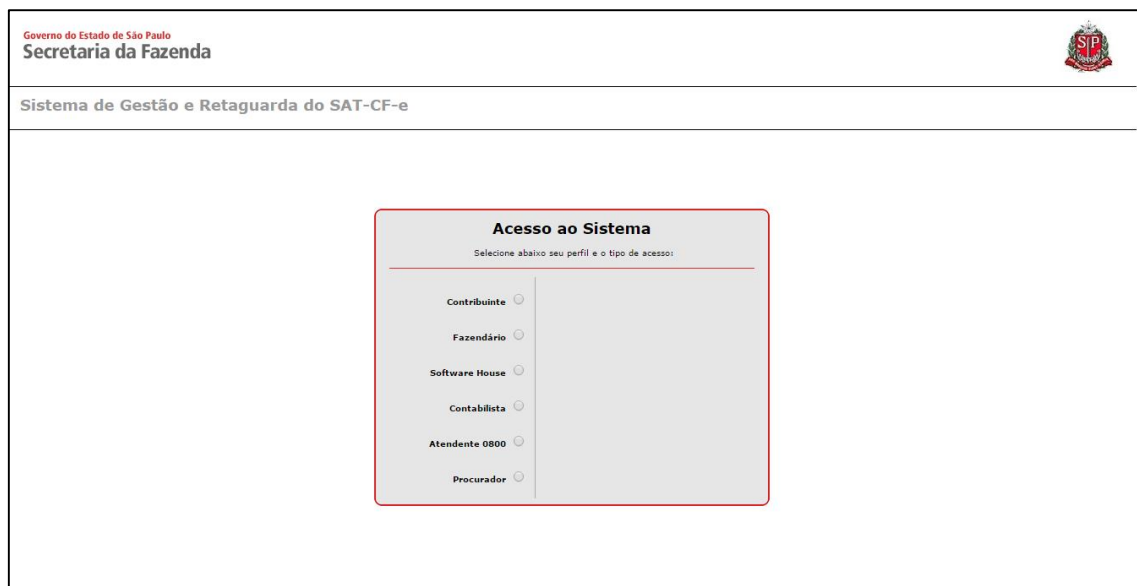 Governo do Estado de São Paulo
Secretaria da Fazenda
SP
Sistema de Gestão e Retaguarda do SAT-CF-e
Acesso ao Sistema
Selecione abaixo seu perfil e o tipo de acesso:
Contribuinte
Fazendário
Software House
Contabilista
Atendente 0800
Procurador